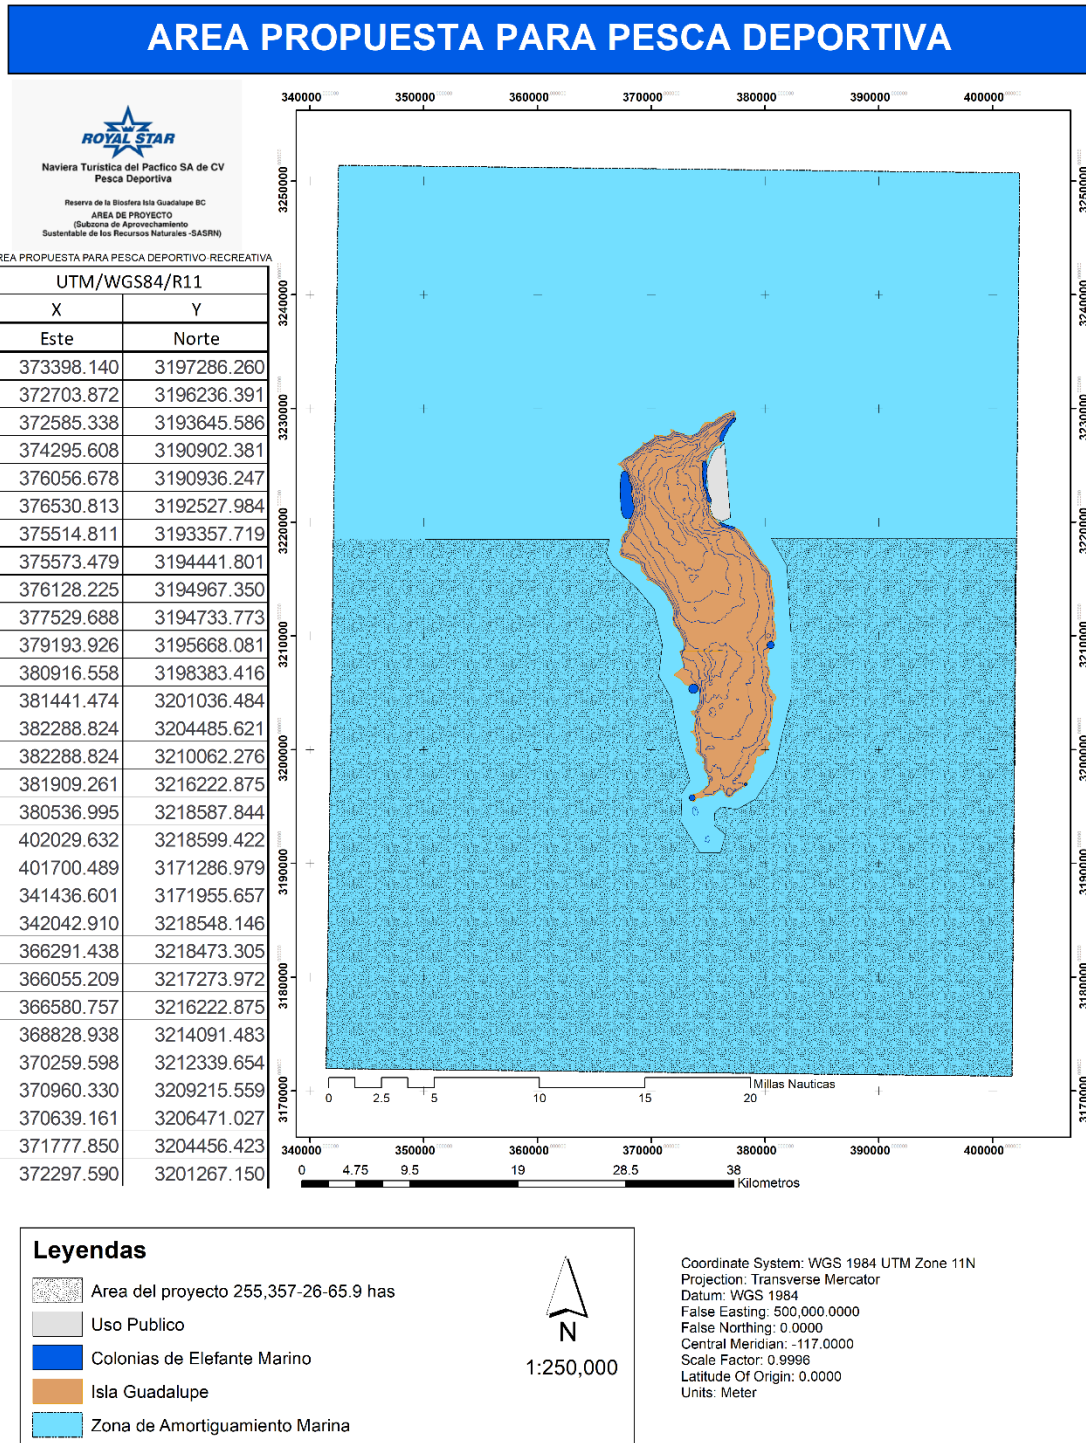 AREA PROPUESTA PARA PESCA DEPORTIVA
ROYAL STAR
Naviera Turística del Pacífico SA de CV
Pesca Deportiva
Reserva de la Biosfera Isla Guadalupe BC
AREA DE PROYECTO
(Subzona de Aprovechamiento
Sustentable de los Recursos Naturales -SASRN)
REA PROPUESTA PARA PESCA DEPORTIVO-RECREATIVA
UTM/WGS84/R11
X Y
Este Norte
373398.140 3197286.260
372703.872 3196236.391
372585.338 3193645.586
374295.608 3190902.381
376056.678 3190936.247
376530.813 3192527.984
375514.811 3193357.719
375573.479 3194441.801
376128.225 3194967.350
377529.688 3194733.773
379193.926 3195668.081
380916.558 3198383.416
381441.474 3201036.484
382288.824 3204485.621
382288.824 3210062.276
381909.261 3216222.875
380536.995 3218587.844
402029.632 3218599.422
401700.489 3171286.979
341436.601 3171955.657
342042.910 3218548.146
366291.438 3218473.305
366055.209 3217273.972
366580.757 3216222.875
368828.938 3214091.483
370259.598 3212339.654
370960.330 3209215.559
370639.161 3206471.027
371777.850 3204456.423
372297.590 3201267.150
340000 350000 360000 370000 380000 390000 400000
3250000 3250000
3240000 3240000
3230000 3230000
3220000 3220000
3210000 3210000
3200000 3200000
3190000 3190000
3180000 3180000
3170000 3170000
Millas Nauticas
0 2.5 5 10 15 20
340000 350000 360000 370000 380000 390000 400000
0 4.75 9.5 19 28.5 38
Kilometros
Leyendas
Area del proyecto 255,357-26-65.9 has
Uso Publico
Colonias de Elefante Marino
Isla Guadalupe
Zona de Amortiguamiento Marina
N
1:250,000
Coordinate System: WGS 1984 UTM Zone 11N
Projection: Transverse Mercator
Datum: WGS 1984
False Easting: 500,000.0000
False Northing: 0.0000
Central Meridian: -117.0000
Scale Factor: 0.9996
Latitude Of Origin: 0.0000
Units: Meter